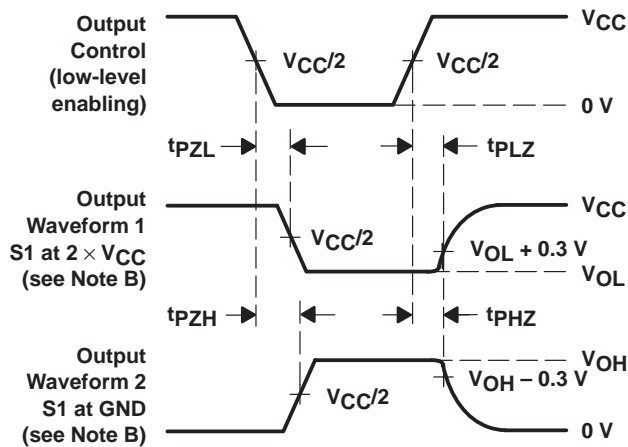 Output
Control
(low-level
enabling)
VCC/2
VCC/2
VCC
0 V
tPZL
tPLZ
Output
Waveform 1
S1 at 2 × VCC
(see Note B)
VCC/2
VCC
VOL + 0.3 V
VOL
tPZH
tPHZ
Output
Waveform 2
S1 at GND
(see Note B)
VCC/2
VOH
VOH − 0.3 V
0 V